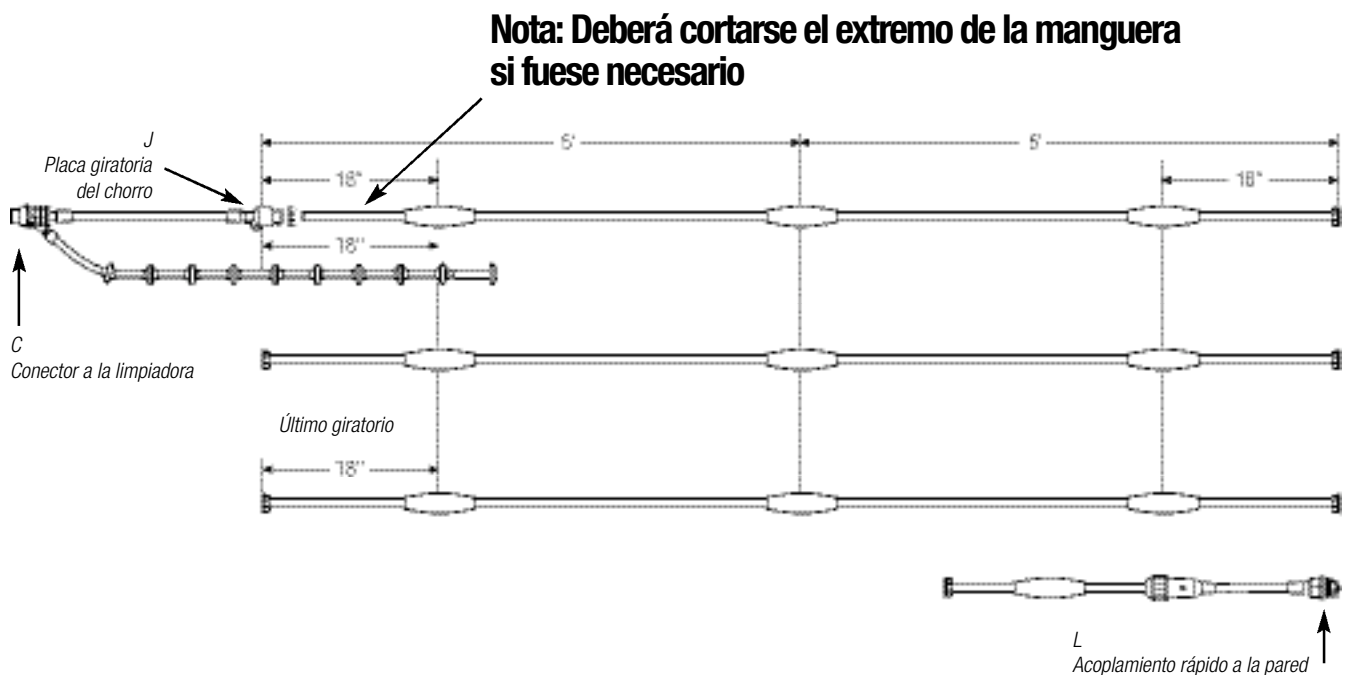 Nota: Deberá cortarse el extremo de la manguera
si fuese necesario
J
Placa giratoria
del chorro
5'
18"
18"
18"
C
Conector a la limpiadora
Último giratorio
18"
L
Acoplamiento rápido a la pared